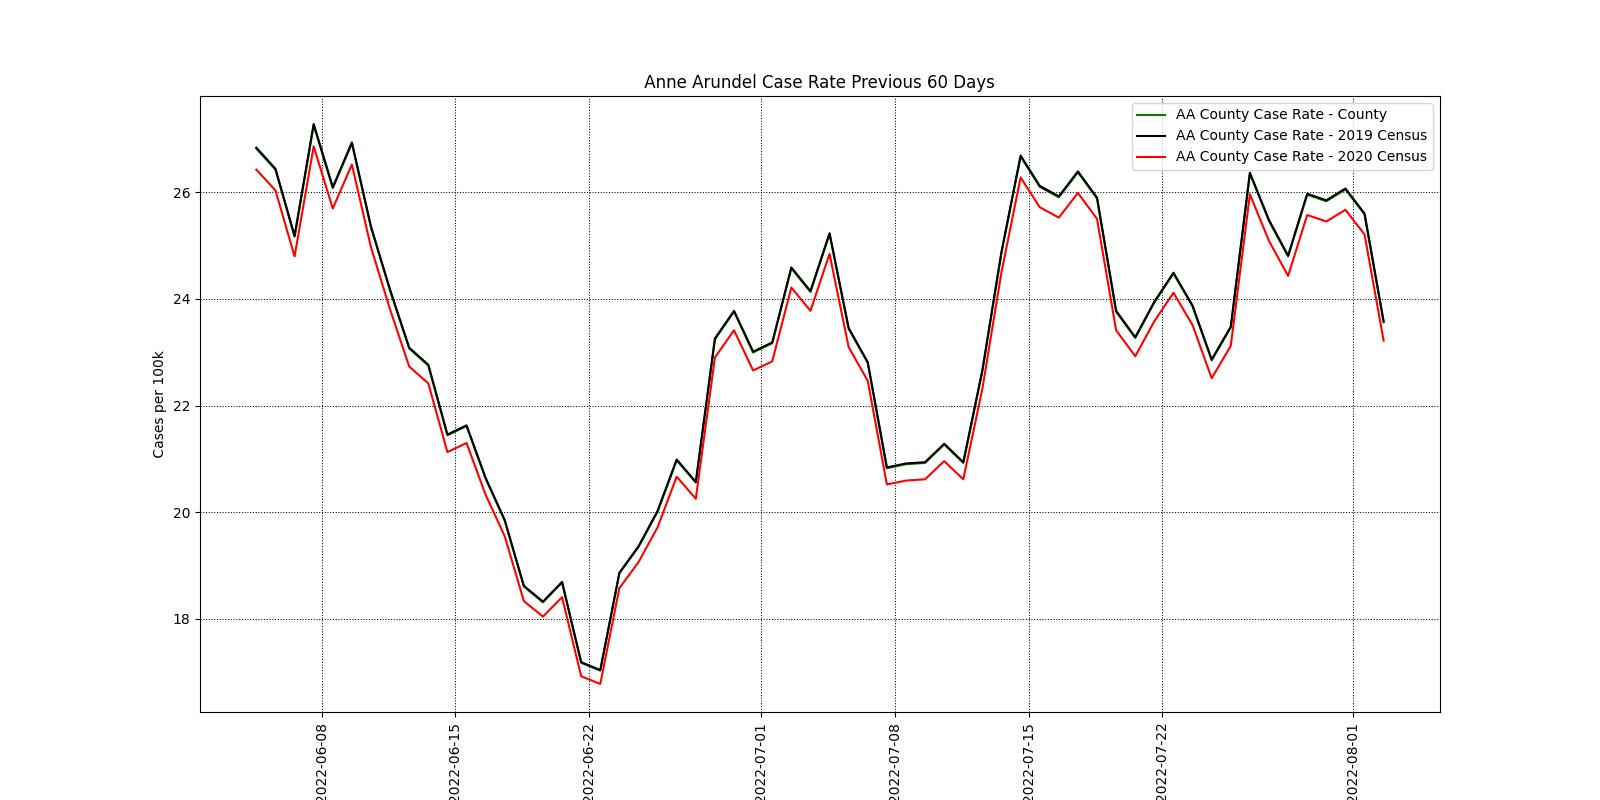 Anne Arundel Case Rate Previous 60 Days
AA County Case Rate - County
AA County Case Rate - 2019 Census
AA County Case Rate - 2020 Census
Cases per 100k
26
24
22
20
18
2022-06-08
2022-06-15
2022-06-22
2022-07-01
2022-07-08
2022-07-15
2022-07-22
2022-08-01